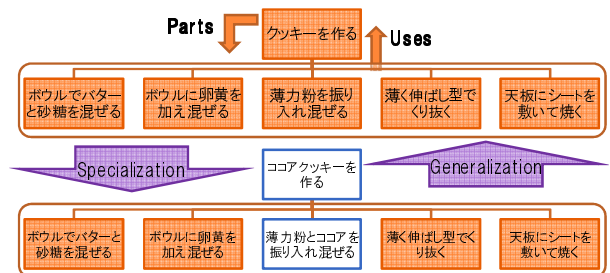 Parts
クッキーを作る
Uses
ボウルでバター
と砂糖を混ぜる
ボウルに卵黄を
加え混ぜる
薄力粉を振り
入れ混ぜる
薄く伸ばし型で
くり抜く
天板にシートを
敷いて焼く
Specialization
ココアクッキーを
作る
Generalization
ボウルでバターと
砂糖を混ぜる
ボウルに卵黄を
加え混ぜる
薄力粉とココアを
振り入れ混ぜる
薄く伸ばし型でく
り抜く
天板にシートを
敷いて焼く